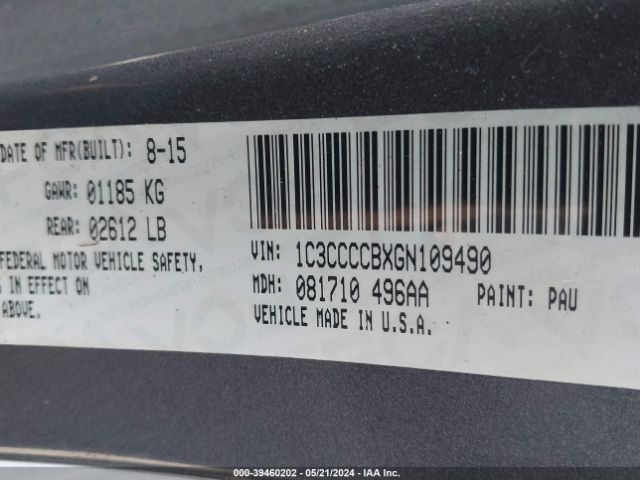 DATE OF MFR(BUILT): 8-15
GAWR: 01185 KG
REAR: 02612 LB
FEDERAL MOTOR VEHICLE SAFETY,
IN EFFECT ON
ABOVE.
VIN: 1C3CCCCBXGN109490
MDH: 081710 496AA PAINT: PAU
VEHICLE MADE IN U.S.A.
000-39460202 - 05/21/2024 - IAA Inc.